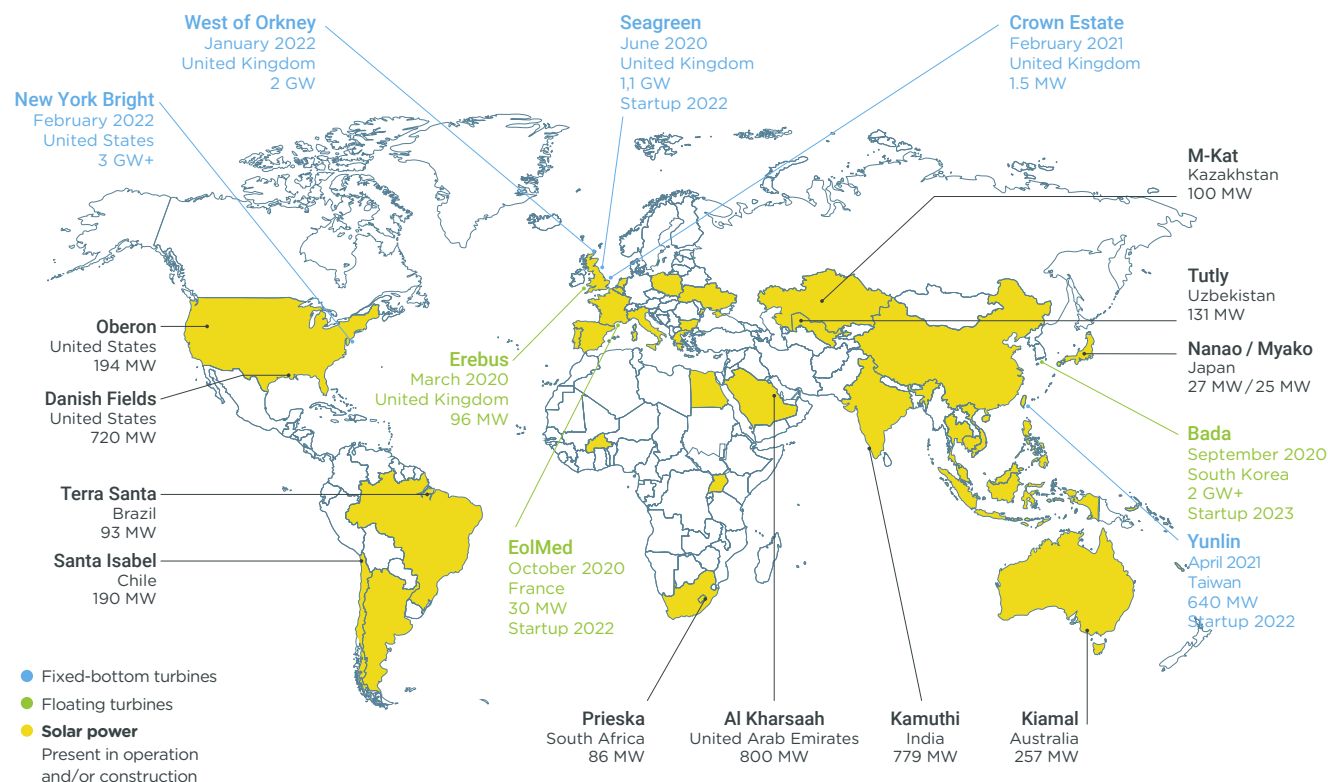 West of Orkney
January 2022
United Kingdom
2 GW
Seagreen
June 2020
United Kingdom
1,1 GW
Startup 2022
Crown Estate
February 2021
United Kingdom
1.5 MW
New York Bright
February 2022
United States
3 GW+
M-Kat
Kazakhstan
100 MW
Tutly
Uzbekistan
131 MW
Oberon
United States
194 MW
Nanao / Myako
Japan
27 MW / 25 MW
Erebus
March 2020
United Kingdom
96 MW
Danish Fields
United States
720 MW
Bada
September 2020
South Korea
2 GW+
Startup 2023
Terra Santa
Brazil
93 MW
Yunlin
April 2021
Taiwan
640 MW
Startup 2022
EolMed
October 2020
France
30 MW
Startup 2022
Santa Isabel
Chile
190 MW
Fixed-bottom turbines
Floating turbines
Solar power
Present in operation
and/or construction
Prieska
South Africa
86 MW
Al Kharsaah
United Arab Emirates
800 MW
Kamuthi
India
779 MW
Kiamal
Australia
257 MW